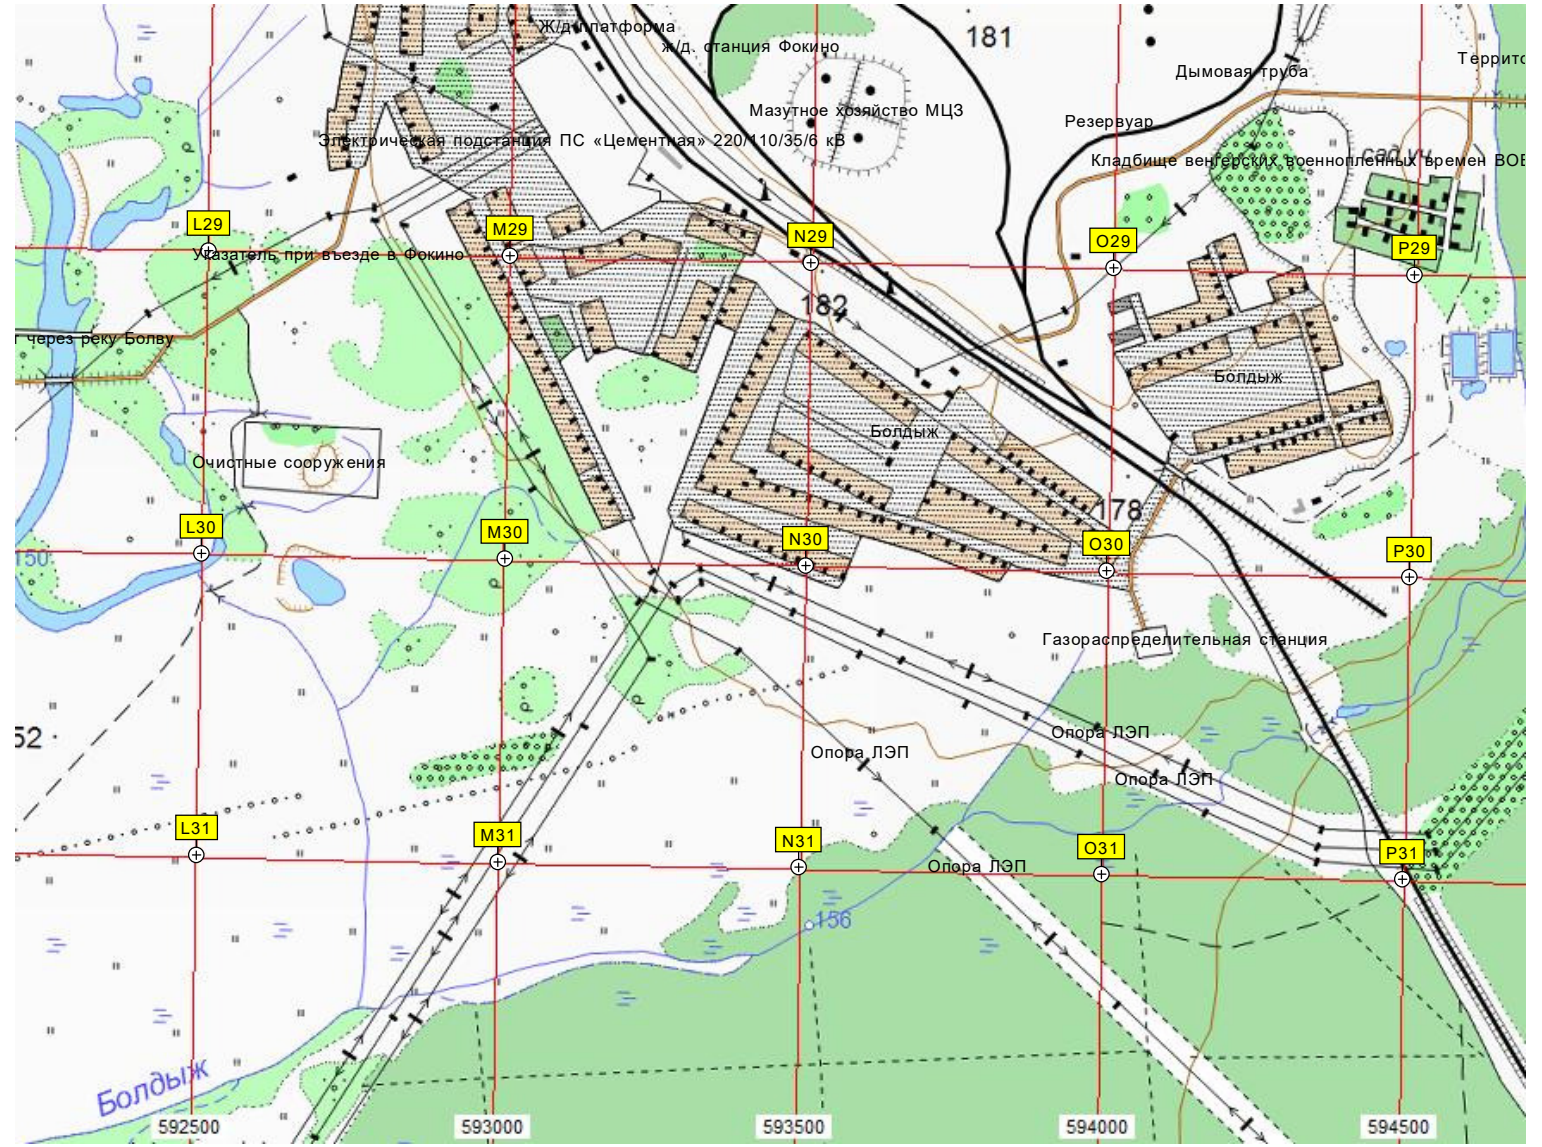 Ж/д платформа
ж/д. станция Фокино
181
Дымовая труба
Террито
Мазутное хозяйство МЦЗ
Резервуар
Электрическая подстанция ПС «Цементная» 220/110/35/6 кВ
сад.уч.
Кладбище венгерских военнопленных времен ВОВ
L29
M29
N29
O29
P29
Указатель при въезде в Фокино
182
т через реку Болву
Болдыж
Болдыж
Очистные сооружения
178
L30
M30
N30
O30
P30
150
Газораспределительная станция
52
Опора ЛЭП
Опора ЛЭП
Опора ЛЭП
L31
M31
N31
O31
P31
Опора ЛЭП
156
Болдыж
592500
593000
593500
594000
594500